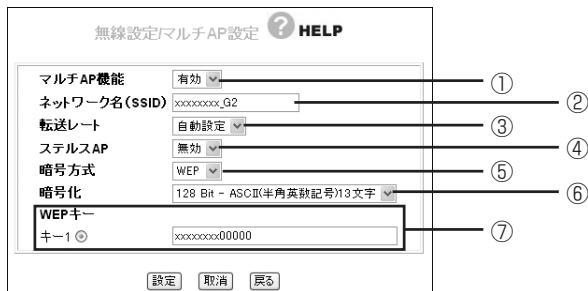 無線設定/マルチAP設定 ? HELP
マルチAP機能 有効 ①
ネットワーク名(SSID) xxxxxxxx_G2 ②
転送レート 自動設定 ③
ステルスAP 無効 ④
暗号方式 WEP ⑤
暗号化 128 Bit - ASCII(半角英数記号)13文字 ⑥
WEPキー
キー1 xxxxxxxx00000 ⑦
設定 取消 戻る